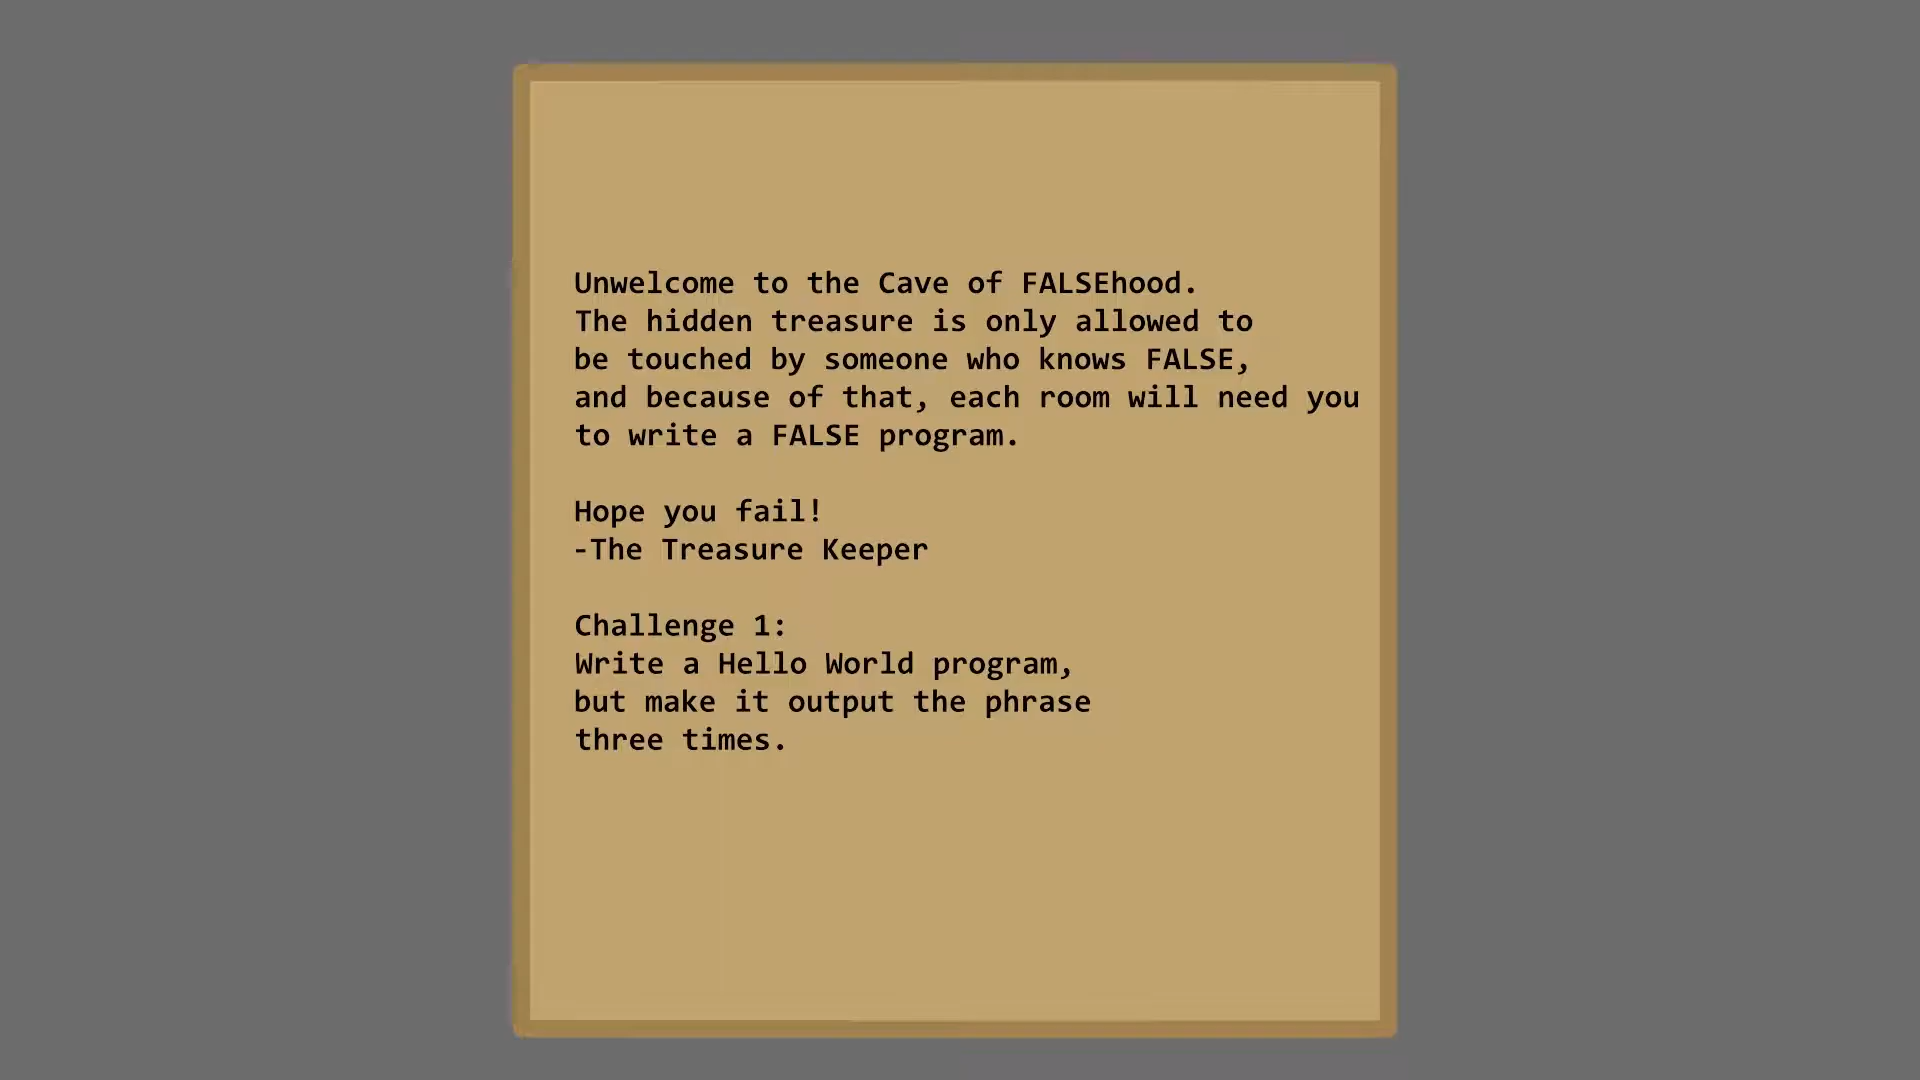 Unwelcome to the Cave of FALSEhood.
The hidden treasure is only allowed to
be touched by someone who knows FALSE,
and because of that, each room will need you
to write a FALSE program.
Hope you fail!
-The Treasure Keeper
Challenge 1:
Write a Hello World program,
but make it output the phrase
three times.